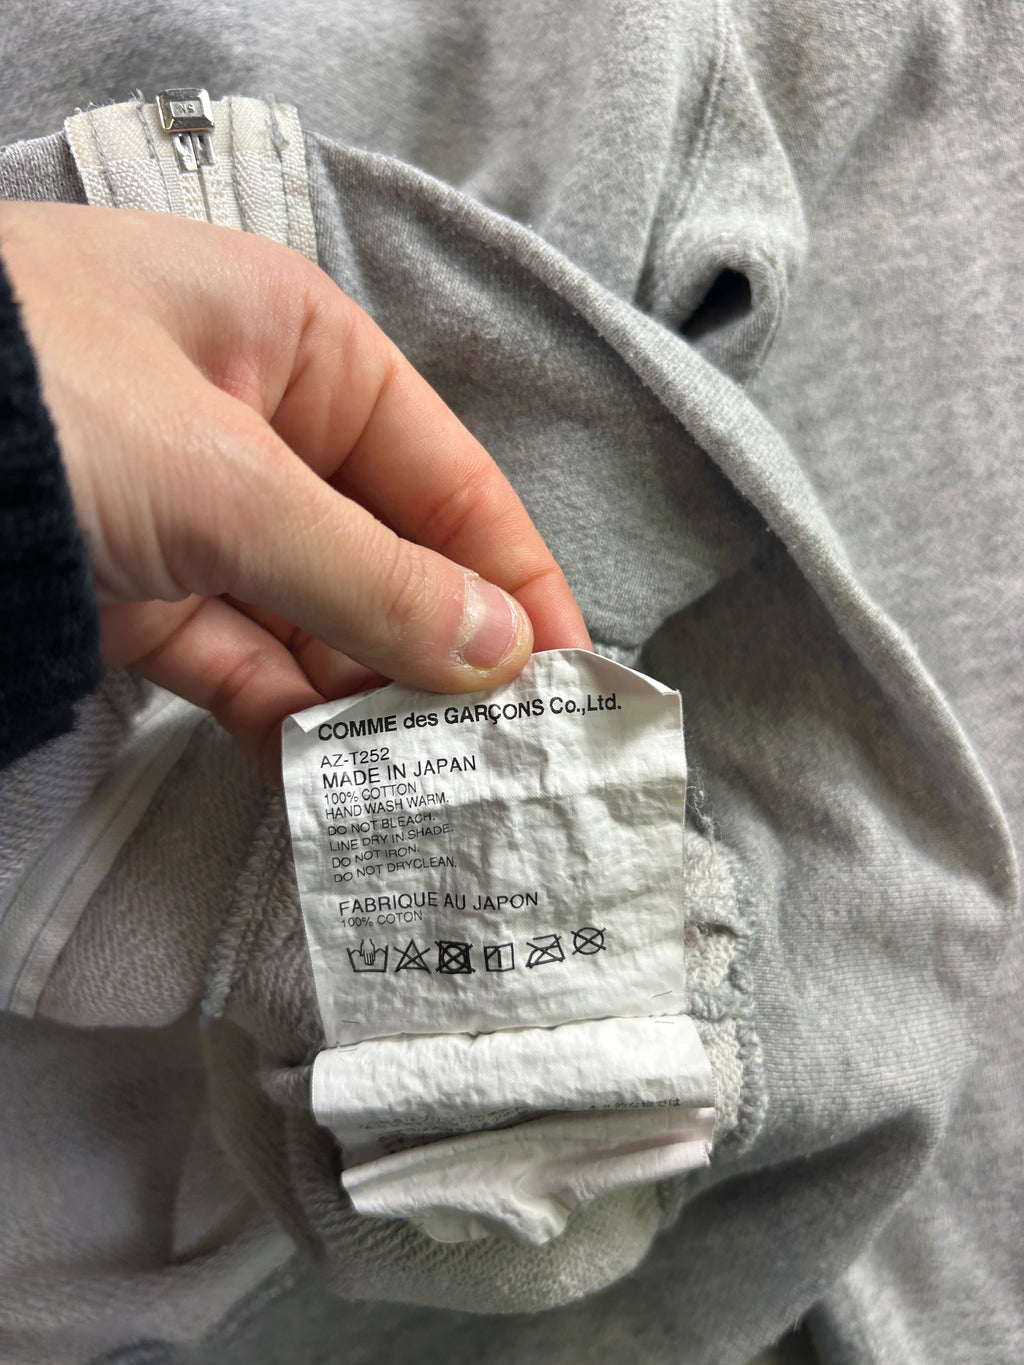 COMME des GARÇONS Co.,Ltd.
AZ-T252
MADE IN JAPAN
100% COTTON
HAND WASH WARM.
DO NOT BLEACH.
LINE DRY IN SHADE.
DO NOT IRON.
DO NOT DRYCLEAN.
FABRIQUE AU JAPON
100% COTON